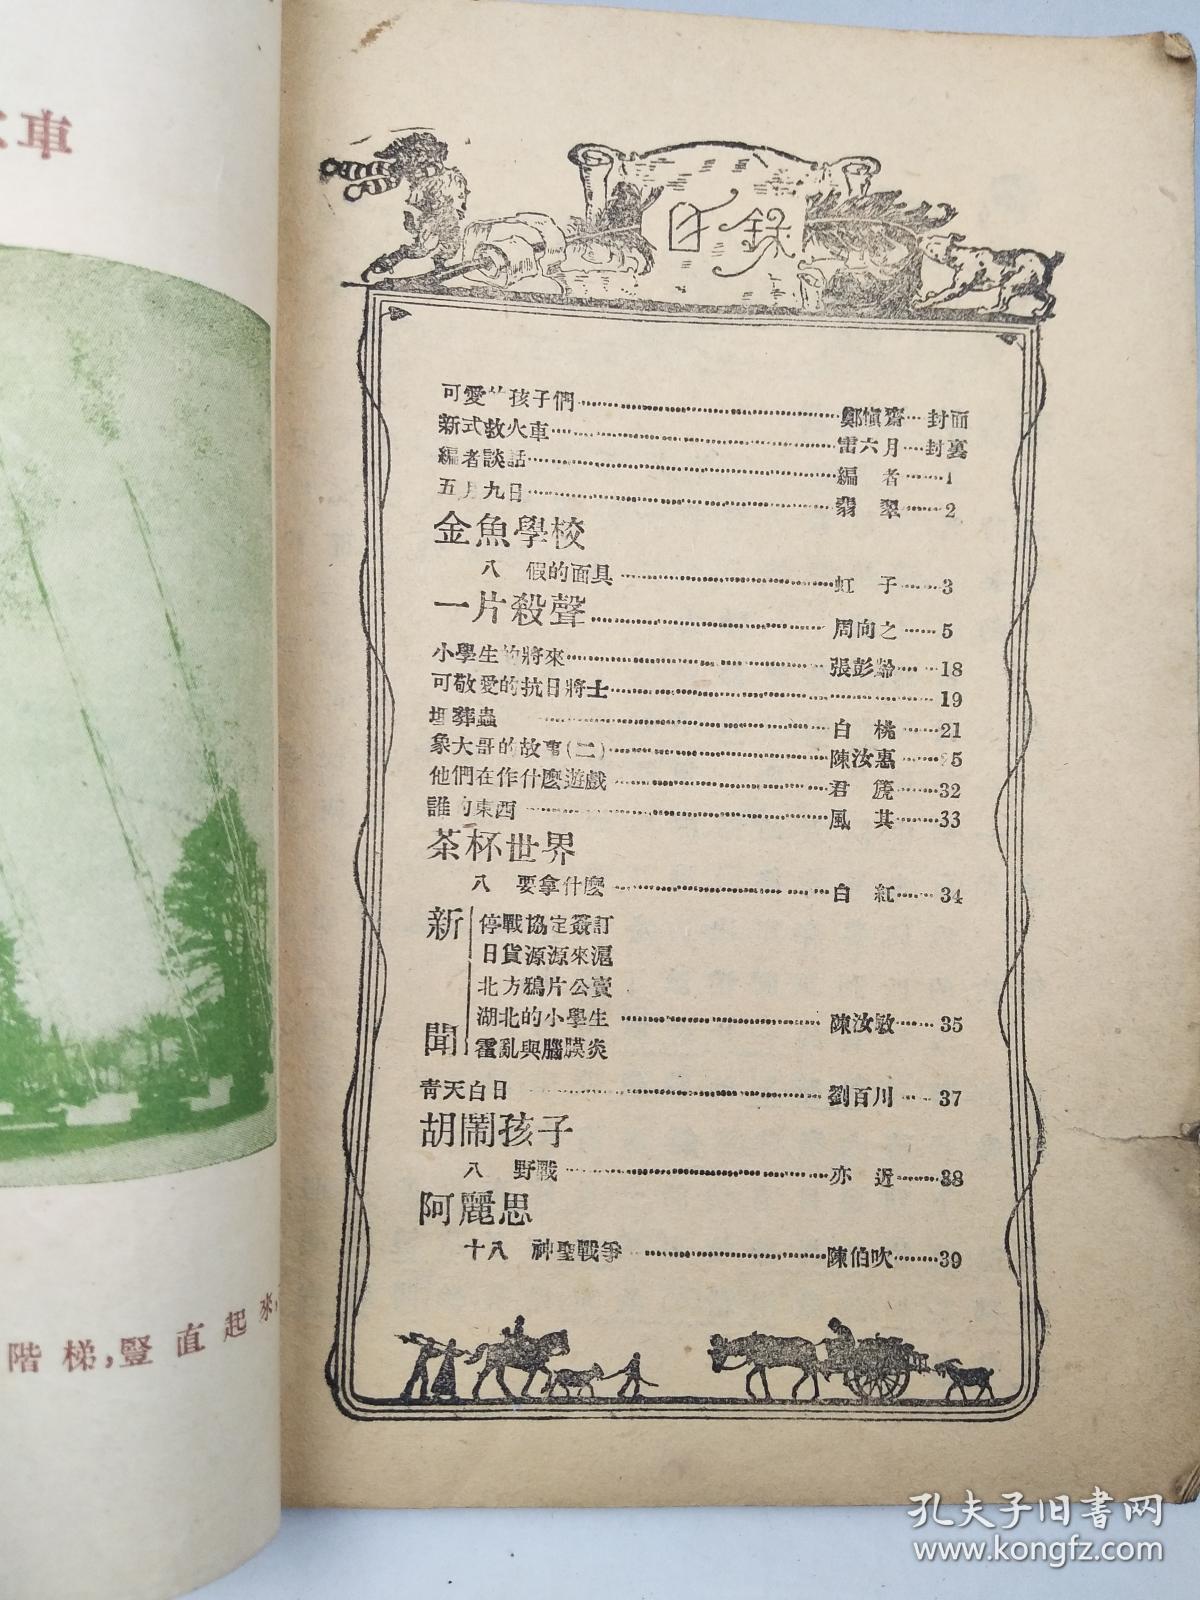 車
階梯,豎直起來
目錄
可愛的孩子們 鄭慎齋 封面
新式救火車 雷六月 封裏
編者談話 編者 1
五月九日 翡翠 2
金魚學校
八 假的面具 虹子 3
一片殺聲 周向之 5
小學生的將來 張彭齡 18
可敬愛的抗日將士 19
埋葬蟲 白桃 21
象大哥的故事(二) 陳汝惠 25
他們在作什麼遊戲 君 32
誰的東西 風其 33
茶杯世界
八 要拿什麼 白紅 34
新聞
停戰協定簽訂
日貨源源來滬
北方鴉片公賣
湖北的小學生 陳汝敏 35
霍亂與腦膜炎
青天白日 劉百川 37
胡鬧孩子
八 野戰 亦近 38
阿麗思
十八 神聖戰爭 陳伯吹 39
孔夫子旧书网
www.kongfz.com